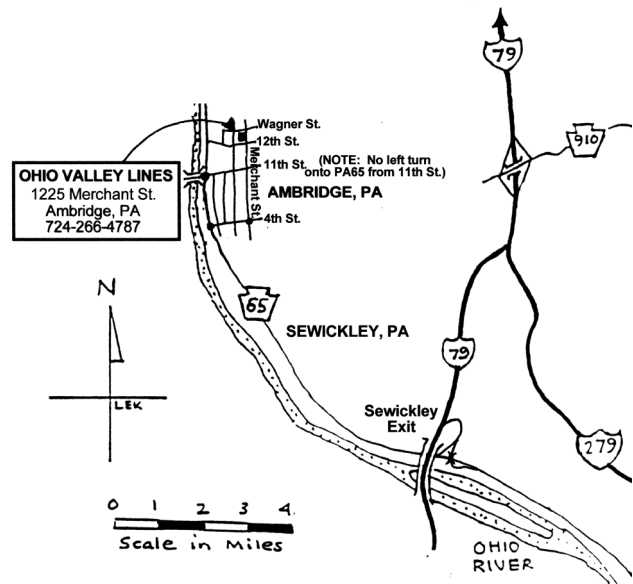 79
910
Wagner St.
12th St.
11th St.
(NOTE: No left turn
onto PA65 from 11th St.)
Merchant St.
AMBRIDGE, PA
4th St.
OHIO VALLEY LINES
1225 Merchant St.
Ambridge, PA
724-266-4787
N
LEK
65
SEWICKLEY, PA
79
Sewickley
Exit
279
0 1 2 3 4
Scale in Miles
OHIO
RIVER